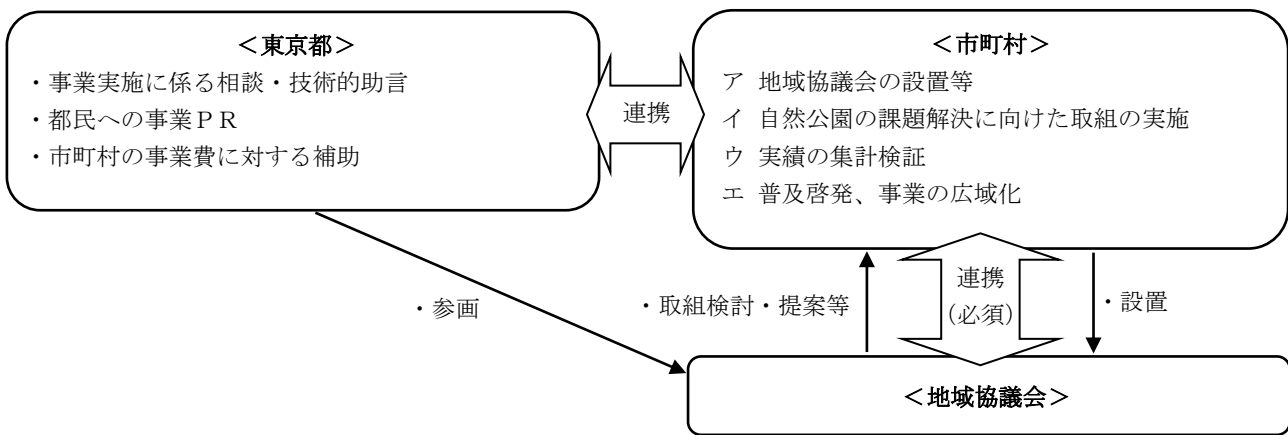 ＜東京都＞
・事業実施に係る相談・技術的助言
・都民への事業ＰＲ
・市町村の事業費に対する補助
連携
＜市町村＞
ア 地域協議会の設置等
イ 自然公園の課題解決に向けた取組の実施
ウ 実績の集計検証
エ 普及啓発、事業の広域化
・参画
・取組検討・提案等
連携
（必須）
・設置
＜地域協議会＞